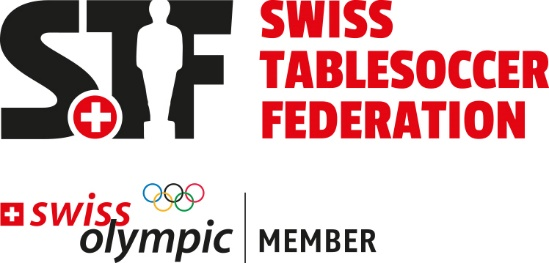 STF
SWISS
TABLESOCCER
FEDERATION
swiss
olympic
MEMBER